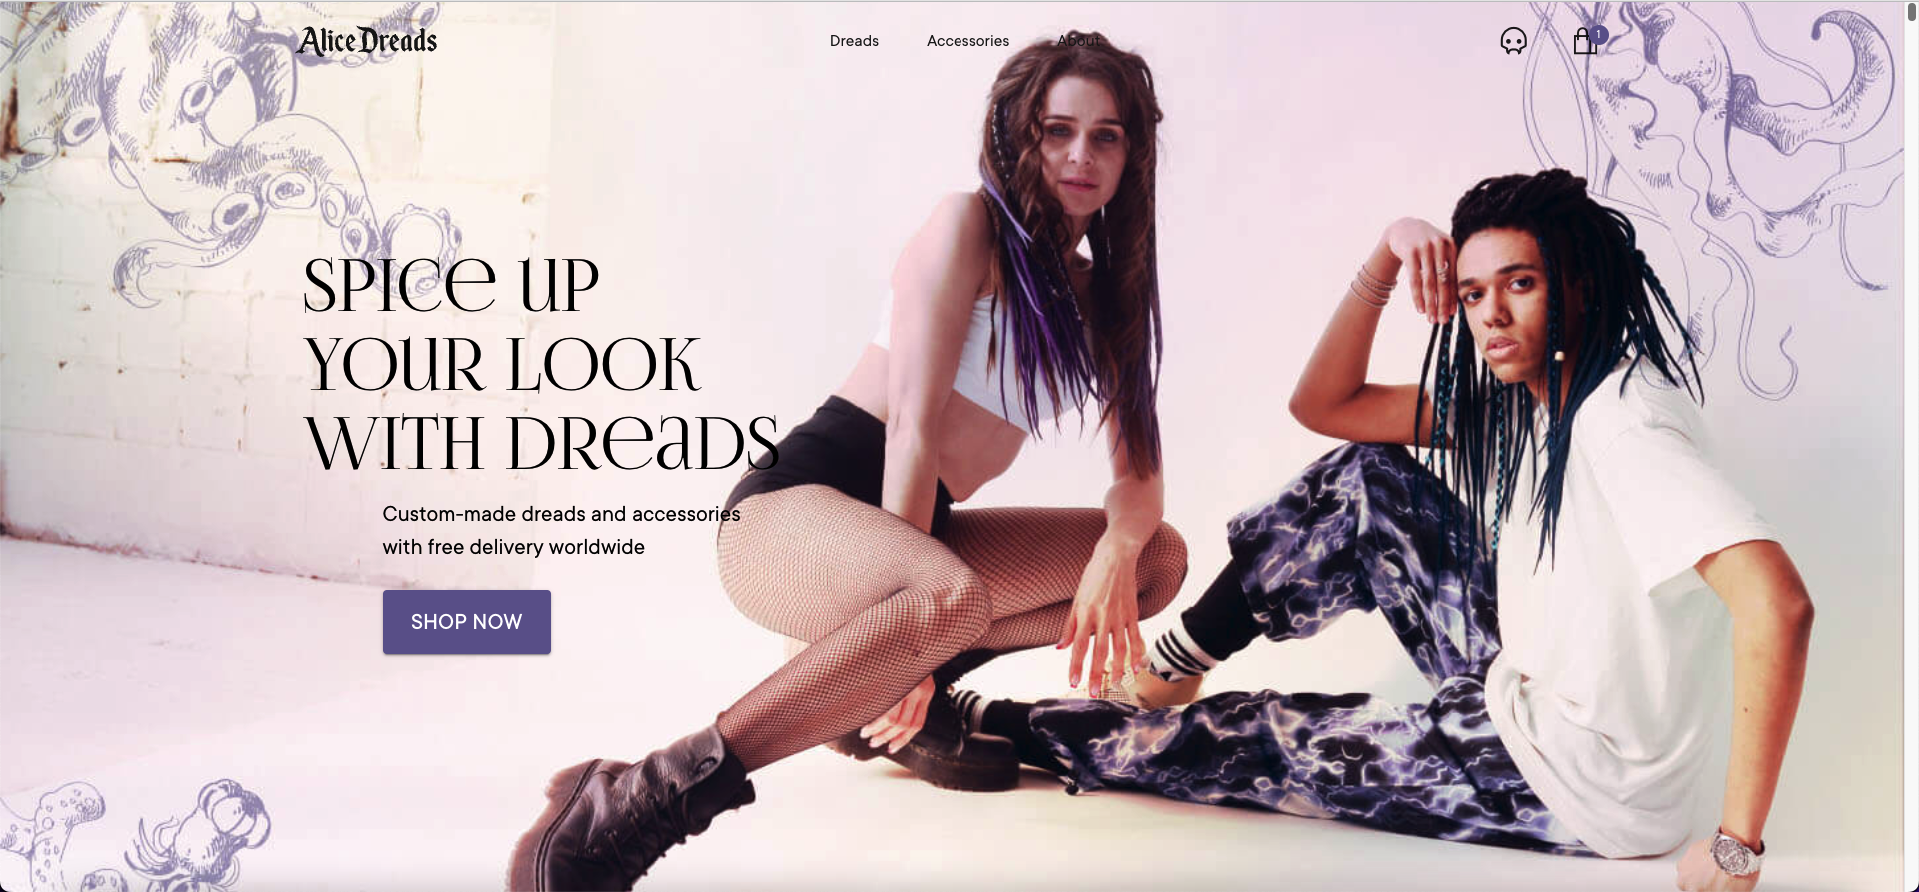 Alice Dreads
Dreads
Accessories
About
1
SPICE UP
YOUR LOOK
WITH DREADS
Custom-made dreads and accessories
with free delivery worldwide
SHOP NOW